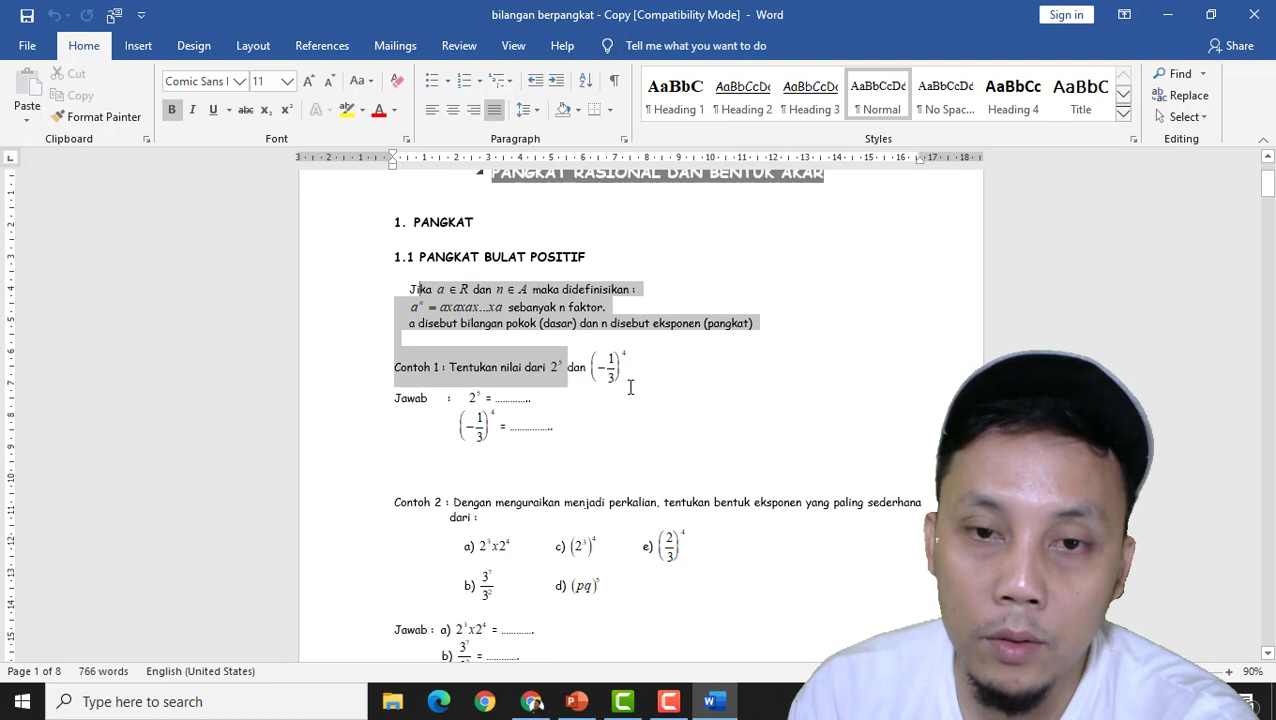 bilangan berpangkat - Copy [Compatibility Mode] - Word
Sign in
File Home Insert Design Layout References Mailings Review View Help Tell me what you want to do Share
Paste
Cut
Copy
Format Painter
Clipboard
Comic Sans I 11
Font
Paragraph
AaBbC AaBbCcDc AaBbCcDc AaBbCcDc AaBbCcDc AaBbCc AaBbC
¶ Heading 1 ¶ Heading 2 ¶ Heading 3 ¶ Normal ¶ No Spac... Heading 4 Title
Styles
Find
Replace
Select
Editing
PANGKAT RASIONAL DAN BENTUK AKAR
1. PANGKAT
1.1 PANGKAT BULAT POSITIF
Jika a ∈ R dan n ∈ A maka didefinisikan :
aⁿ = axaxax...xa sebanyak n faktor.
a disebut bilangan pokok (dasar) dan n disebut eksponen (pangkat)
Contoh 1 : Tentukan nilai dari 2⁵ dan (−1/3)⁴
Jawab : 2⁵ = …………..
(−1/3)⁴ = ……………..
Contoh 2 : Dengan menguraikan menjadi perkalian, tentukan bentuk eksponen yang paling sederhana
dari :
a) 2³x2⁴ c) (2³)⁴ e) (2/3)⁴
b) 3⁷/3² d) (pq)⁵
Jawab : a) 2³x2⁴ = ………….
b) 3⁷ = ………….
Page 1 of 8 766 words English (United States) 90%
Type here to search